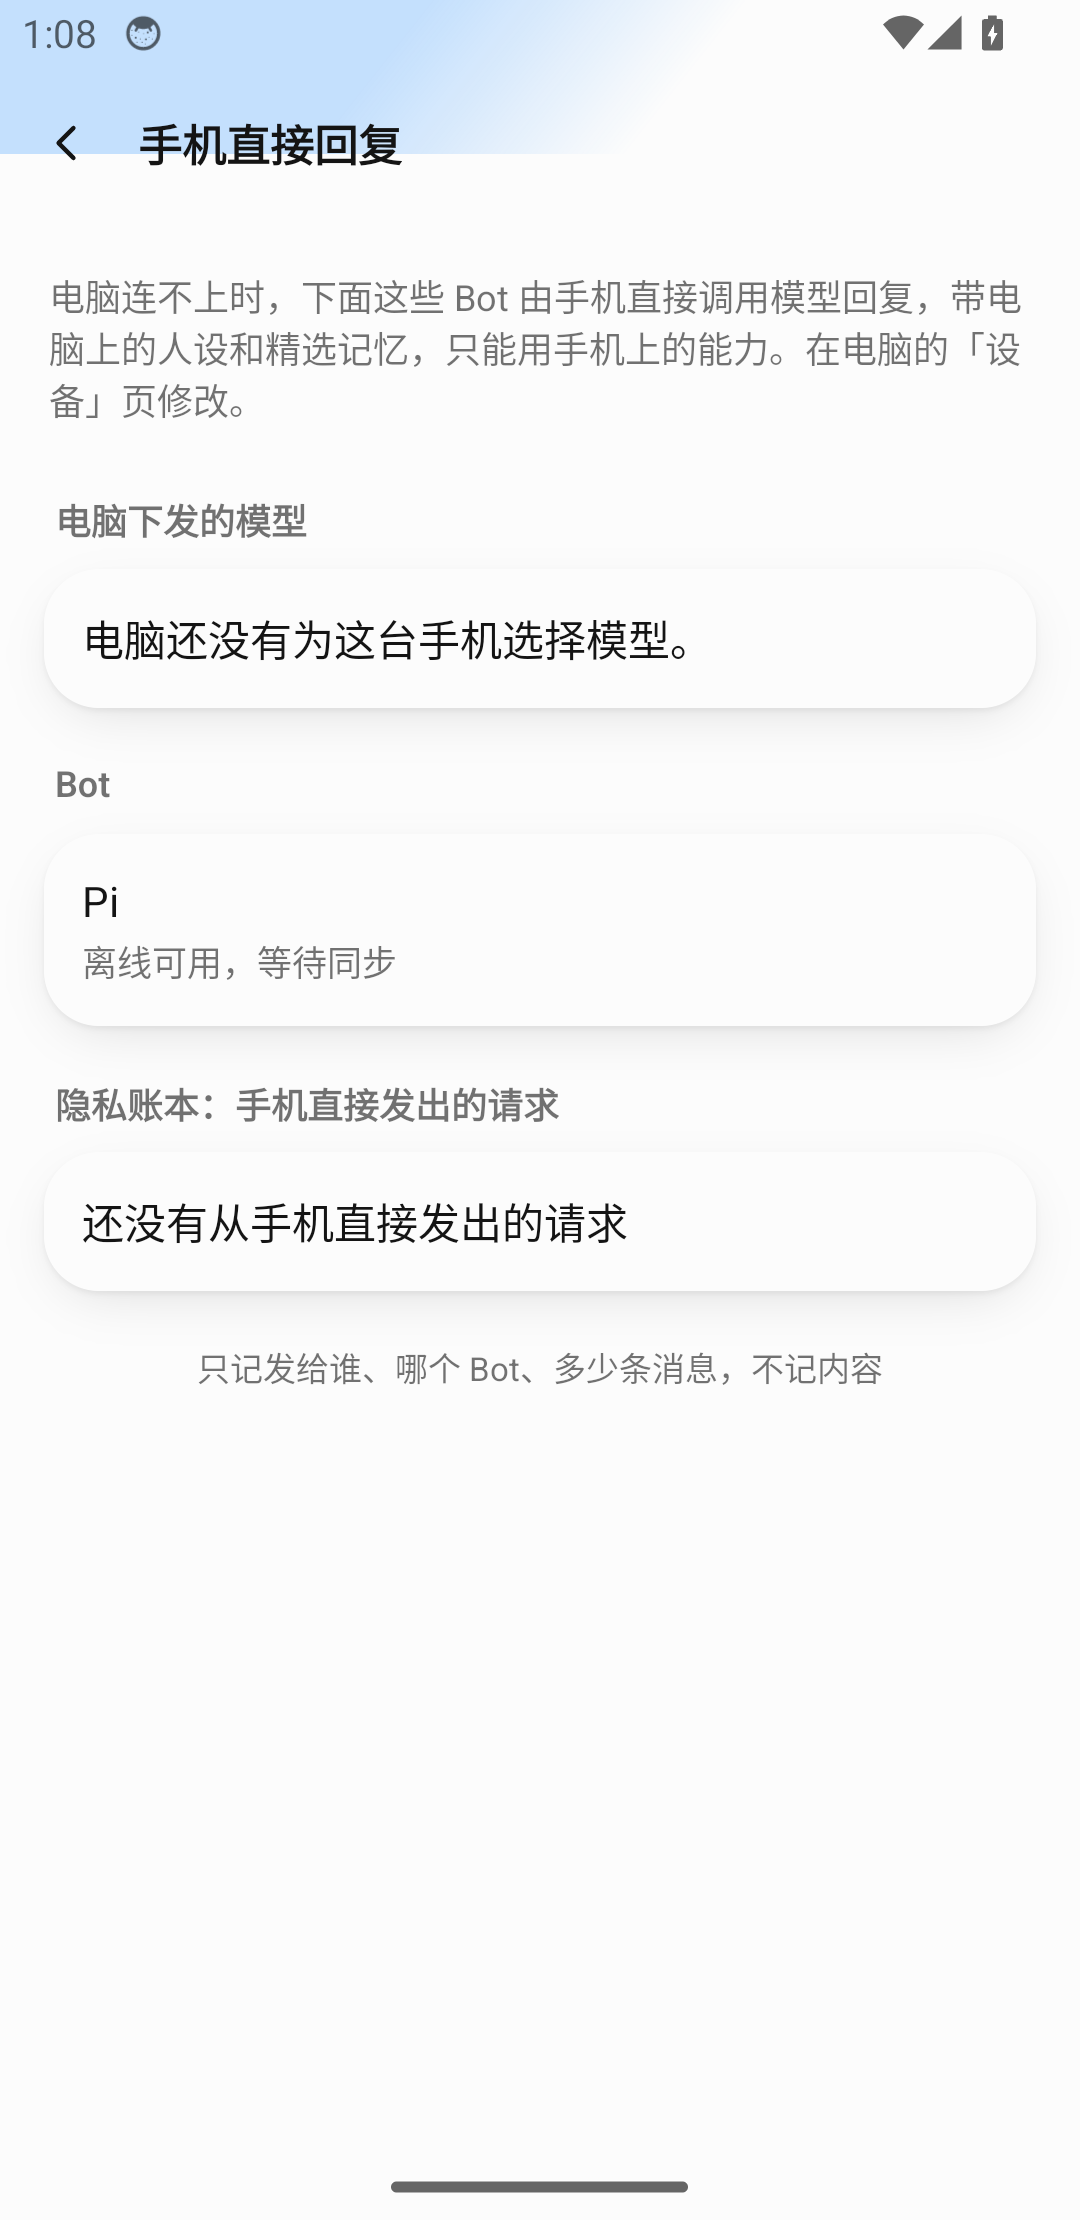 1:08
手机直接回复
电脑连不上时，下面这些 Bot 由手机直接调用模型回复，带电
脑上的人设和精选记忆，只能用手机上的能力。在电脑的「设
备」页修改。
电脑下发的模型
电脑还没有为这台手机选择模型。
Bot
Pi
离线可用，等待同步
隐私账本：手机直接发出的请求
还没有从手机直接发出的请求
只记发给谁、哪个 Bot、多少条消息，不记内容